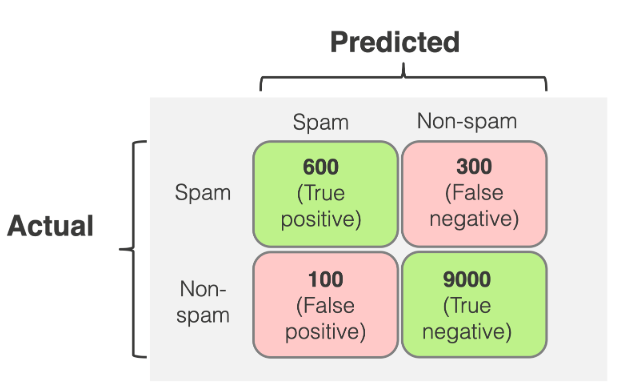 Predicted
Spam
Non-spam
Actual
Spam
600
(True
positive)
300
(False
negative)
Non-
spam
100
(False
positive)
9000
(True
negative)